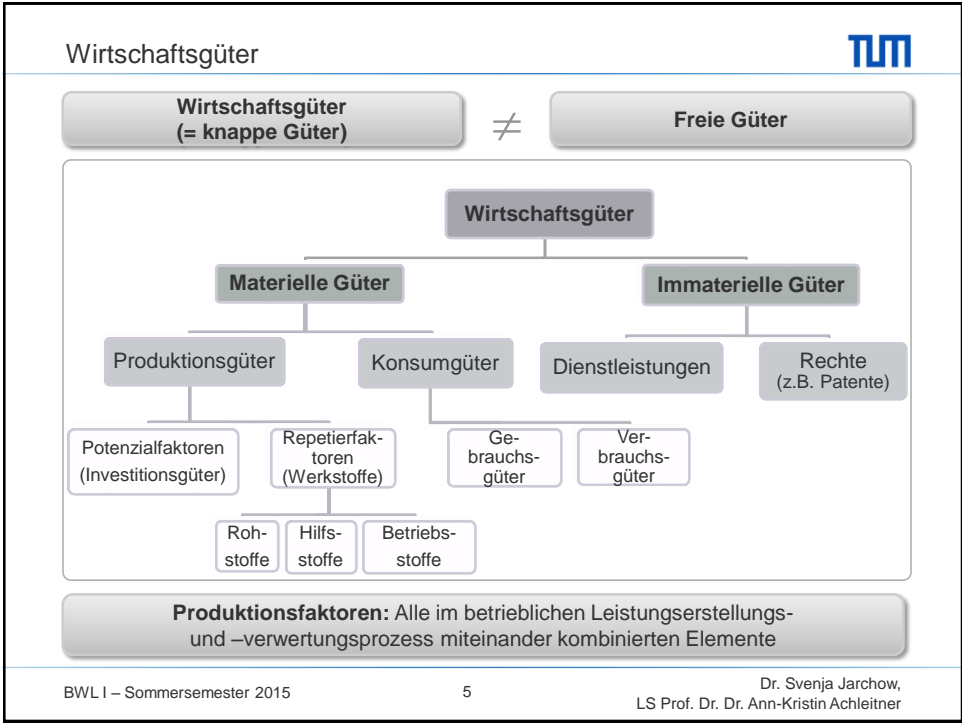 Wirtschaftsgüter
TUM
Wirtschaftsgüter
(= knappe Güter)
≠
Freie Güter
Wirtschaftsgüter
Materielle Güter
Immaterielle Güter
Produktionsgüter
Konsumgüter
Dienstleistungen
Rechte
(z.B. Patente)
Potenzialfaktoren
(Investitionsgüter)
Repetierfak-
toren
(Werkstoffe)
Ge-
brauchs-
güter
Ver-
brauchs-
güter
Roh-
stoffe
Hilfs-
stoffe
Betriebs-
stoffe
Produktionsfaktoren: Alle im betrieblichen Leistungserstellungs-
und –verwertungsprozess miteinander kombinierten Elemente
BWL I – Sommersemester 2015
5
Dr. Svenja Jarchow,
LS Prof. Dr. Dr. Ann-Kristin Achleitner